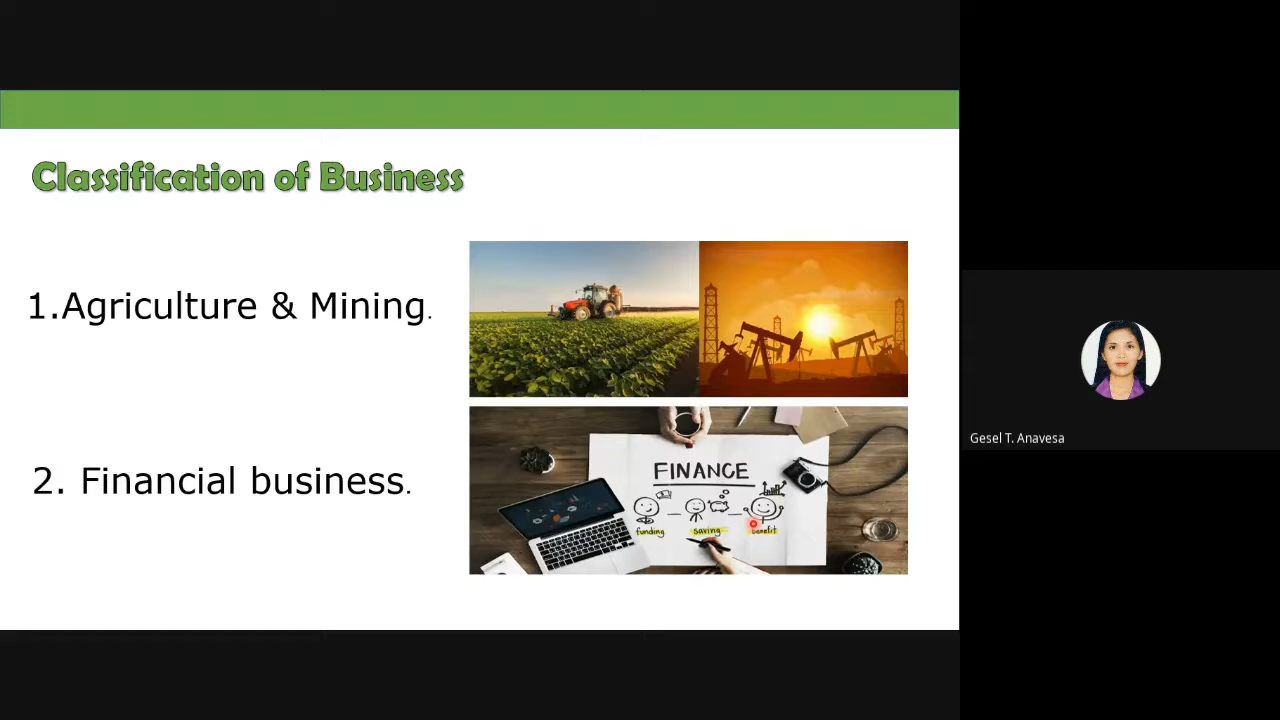 Classification of Business
1.Agriculture & Mining.
2. Financial business.
FINANCE
funding
saving
benefit
Gesel T. Anavesa